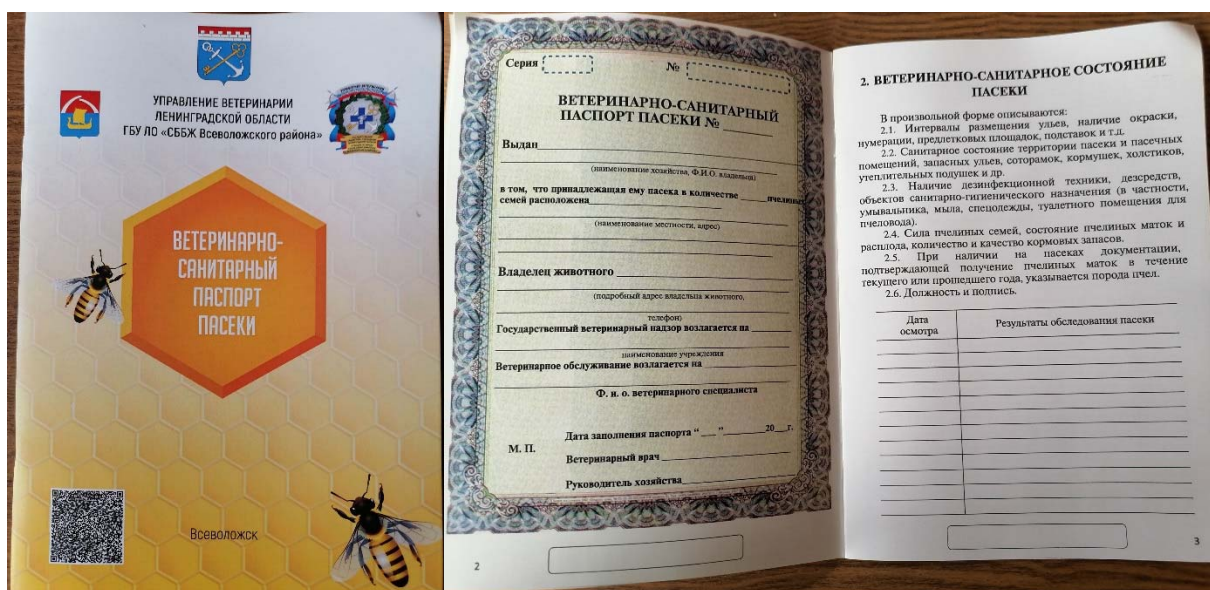 УПРАВЛЕНИЕ ВЕТЕРИНАРИИ
ЛЕНИНГРАДСКОЙ ОБЛАСТИ
ГБУ ЛО «СББЖ Всеволожского района»
ВЕТЕРИНАРНО-
САНИТАРНЫЙ
ПАСПОРТ
ПАСЕКИ
Всеволожск
Серия №
ВЕТЕРИНАРНО-САНИТАРНЫЙ
ПАСПОРТ ПАСЕКИ № ______
Выдан
(наименование хозяйства, Ф.И.О. владельца)
в том, что принадлежащая ему пасека в количестве ____ пчелиных
семей расположена
(наименование местности, адрес)
Владелец животного
(подробный адрес владельца животного,
телефон)
Государственный ветеринарный надзор возлагается на
наименование учреждения
Ветеринарное обслуживание возлагается на
Ф. и. о. ветеринарного специалиста
Дата заполнения паспорта “___”________20__г.
М. П.
Ветеринарный врач
Руководитель хозяйства
2
2. ВЕТЕРИНАРНО-САНИТАРНОЕ СОСТОЯНИЕ
ПАСЕКИ
В произвольной форме описываются:
2.1. Интервалы размещения ульев, наличие окраски,
нумерации, предлетковых площадок, подставок и т.д.
2.2. Санитарное состояние территории пасеки и пасечных
помещений, запасных ульев, соторамок, кормушек, холстиков,
утеплительных подушек и др.
2.3. Наличие дезинфекционной техники, дезсредств,
объектов санитарно-гигиенического назначения (в частности,
умывальника, мыла, спецодежды, туалетного помещения для
пчеловода).
2.4. Сила пчелиных семей, состояние пчелиных маток и
расплода, количество и качество кормовых запасов.
2.5. При наличии на пасеках документации,
подтверждающей получение пчелиных маток в течение
текущего или прошедшего года, указывается порода пчел.
2.6. Должность и подпись.
Дата
осмотра
Результаты обследования пасеки
3